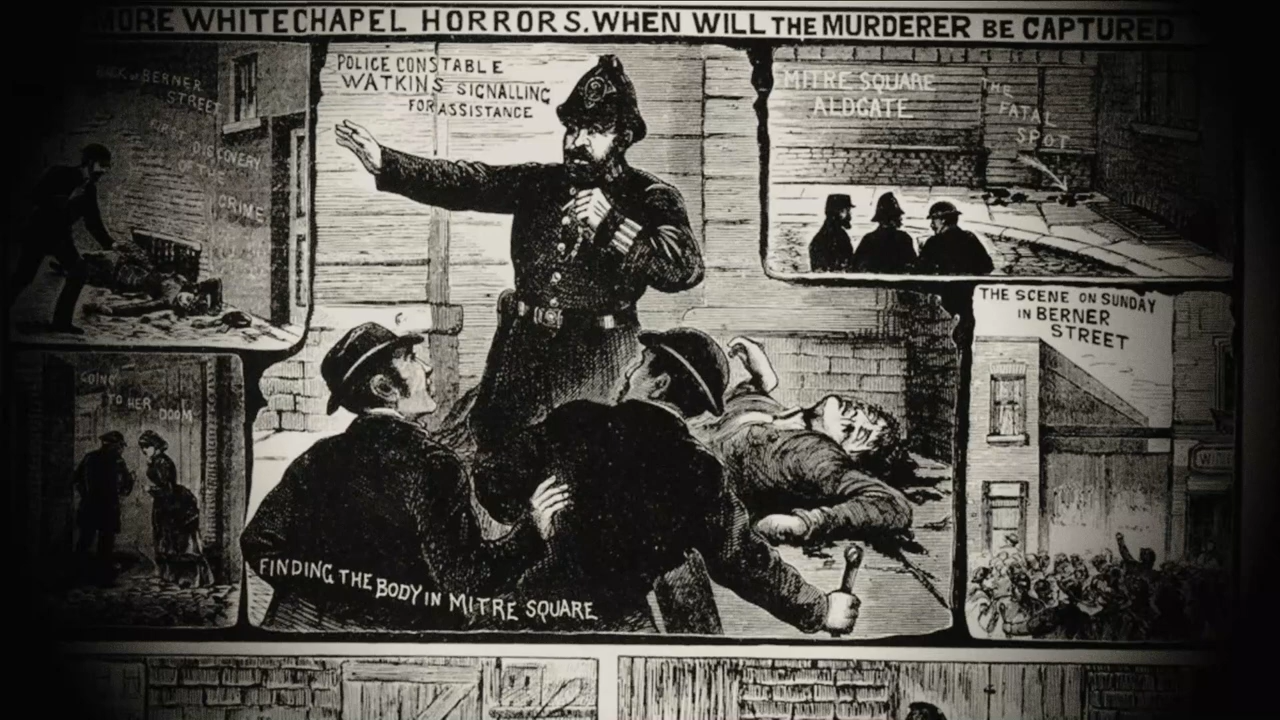 MORE WHITECHAPEL HORRORS. WHEN WILL THE MURDERER BE CAPTURED
BACK OF BERNER
STREET
FIRST DISCOVERY
OF THE
CRIME
POLICE CONSTABLE
WATKINS SIGNALLING
FOR ASSISTANCE
MITRE SQUARE
ALDGATE
THE
FATAL
SPOT
GOING
TO HER
DOOM
FINDING THE BODY IN MITRE SQUARE
THE SCENE ON SUNDAY
IN BERNER
STREET